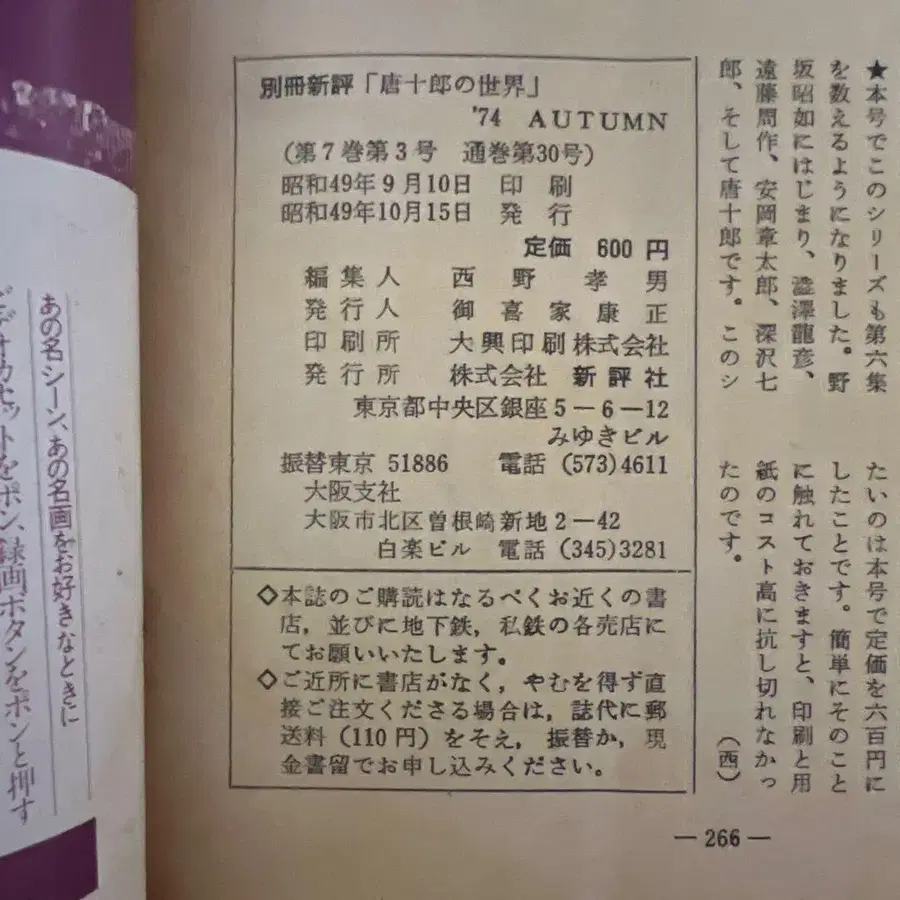 別冊新評「唐十郎の世界」
'74 AUTUMN
(第7巻第3号 通巻第30号)
昭和49年9月10日 印刷
昭和49年10月15日 発行
定価 600円
編集人 西野孝男
発行人 御喜家康正
印刷所 大興印刷株式会社
発行所 株式会社 新評社
東京都中央区銀座5-6-12
みゆきビル
振替東京 51886 電話 (573)4611
大阪支社
大阪市北区曽根崎新地2-42
白楽ビル 電話 (345)3281
◇本誌のご購読はなるべくお近くの書
店,並びに地下鉄,私鉄の各売店に
てお願いいたします。
◇ご近所に書店がなく,やむを得ず直
接ご注文くださる場合は,誌代に郵
送料(110円)をそえ,振替か,現
金書留でお申し込みください。
★本号でこのシリーズも第六集
を数えるようになりました。野
坂昭如にはじまり、澁澤龍彦、
遠藤周作、安岡章太郎、深沢七
郎、そして唐十郎です。このシ
たいのは本号で定価を六百円に
したことです。簡単にそのこと
に触れておきますと、印刷と用
紙のコスト高に抗し切れなかっ
たのです。
(西)
— 266 —
あの名シーン、あの名画をお好きなときに
ビデオカセットをポン、録画ボタンをポンと押す